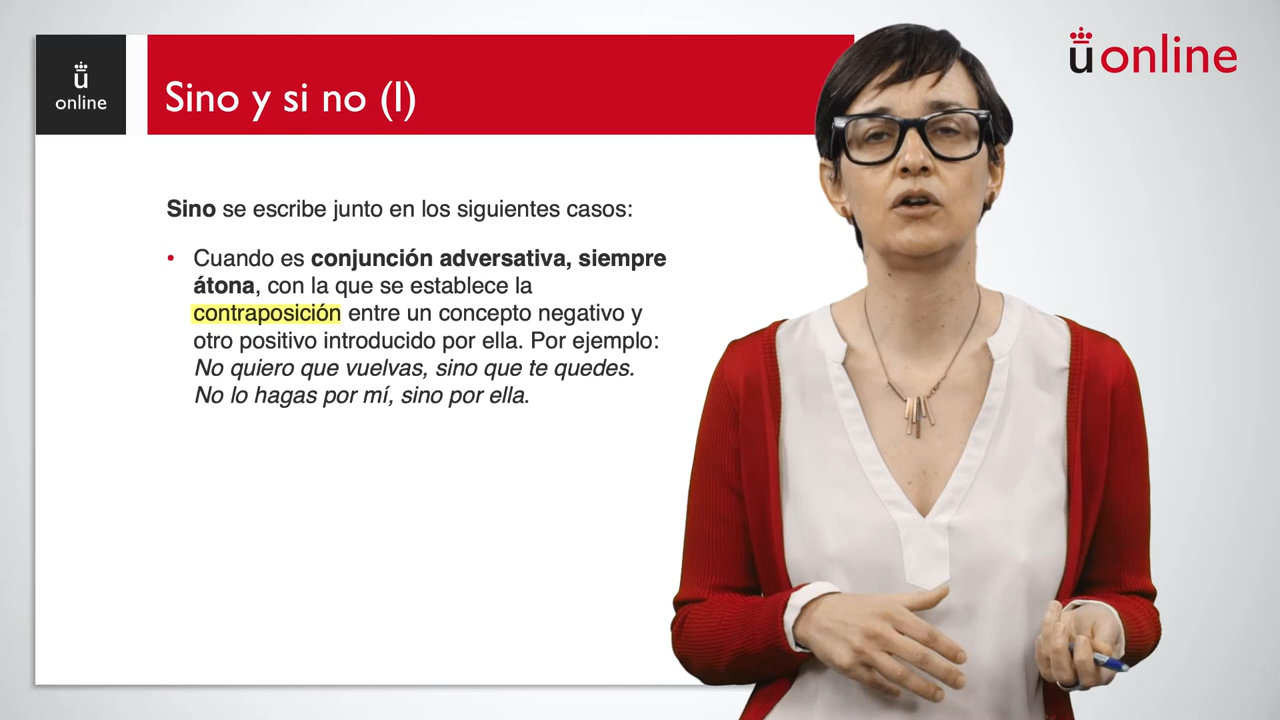 ü
online
Sino y si no (I)
üonline
Sino se escribe junto en los siguientes casos:
• Cuando es conjunción adversativa, siempre
átona, con la que se establece la
contraposición entre un concepto negativo y
otro positivo introducido por ella. Por ejemplo:
No quiero que vuelvas, sino que te quedes.
No lo hagas por mí, sino por ella.